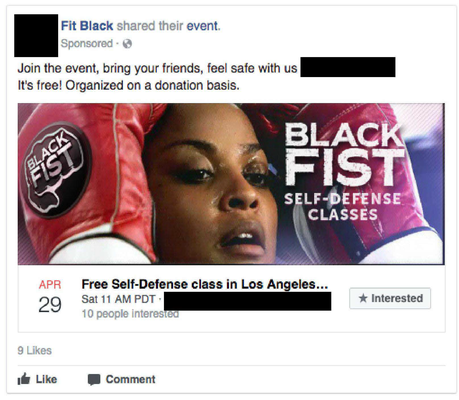 Fit Black shared their event.
Sponsored ·
Join the event, bring your friends, feel safe with us
It's free! Organized on a donation basis.
BLACK
FIST
BLACK
FIST
SELF-DEFENSE
CLASSES
APR
29
Free Self-Defense class in Los Angeles...
Sat 11 AM PDT ·
10 people interested
★ Interested
9 Likes
Like Comment